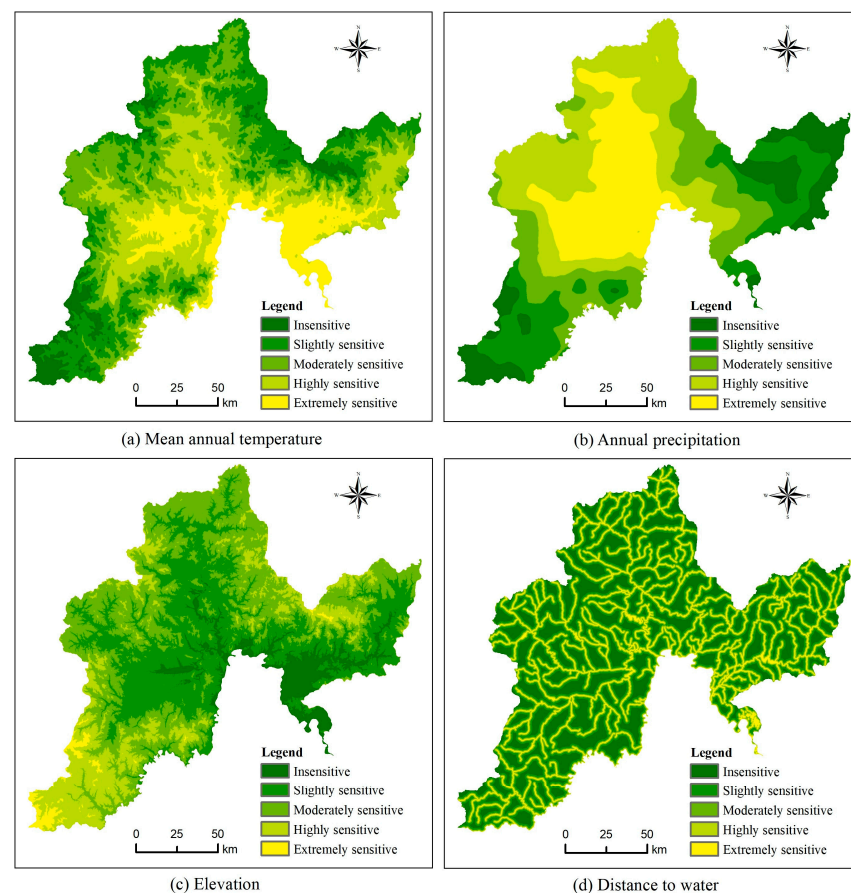 N
W E
S
Legend
Insensitive
Slightly sensitive
Moderately sensitive
Highly sensitive
Extremely sensitive
0 25 50
km
(a) Mean annual temperature
N
W E
S
Legend
Insensitive
Slightly sensitive
Moderately sensitive
Highly sensitive
Extremely sensitive
0 25 50
km
(b) Annual precipitation
N
W E
S
Legend
Insensitive
Slightly sensitive
Moderately sensitive
Highly sensitive
Extremely sensitive
0 25 50
km
(c) Elevation
N
W E
S
Legend
Insensitive
Slightly sensitive
Moderately sensitive
Highly sensitive
Extremely sensitive
0 25 50
km
(d) Distance to water